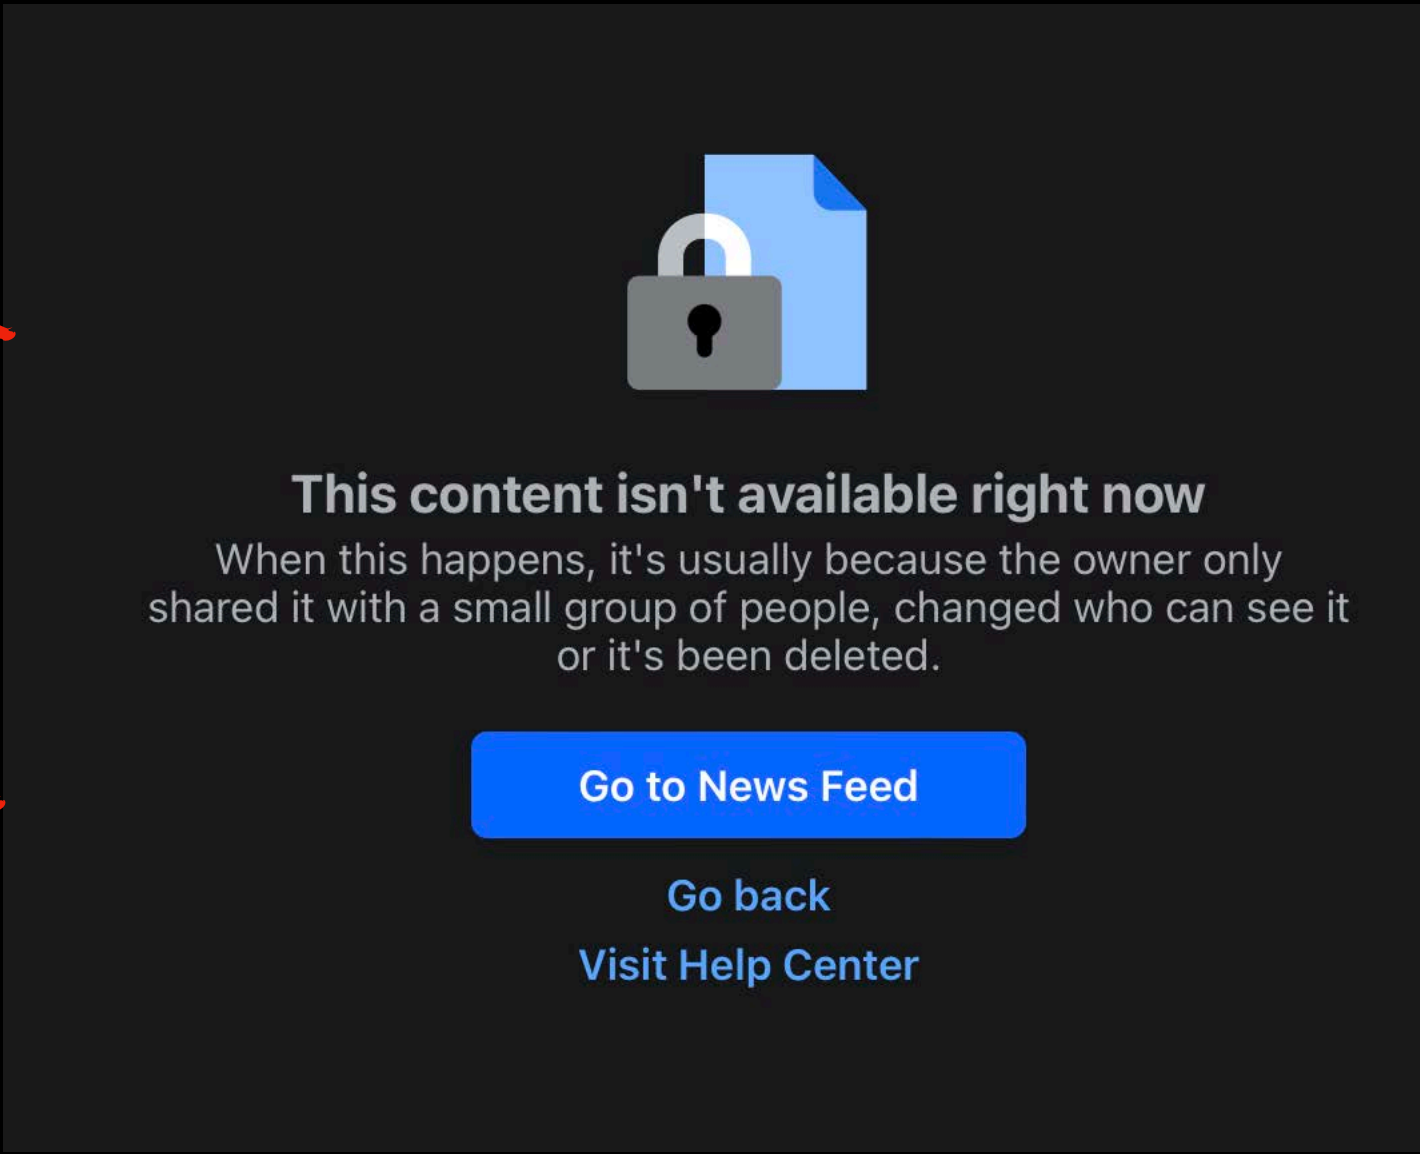 This content isn't available right now
When this happens, it's usually because the owner only
shared it with a small group of people, changed who can see it
or it's been deleted.
Go to News Feed
Go back
Visit Help Center